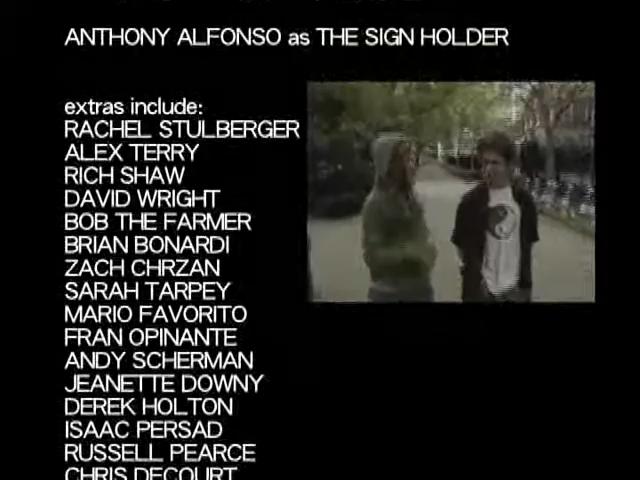 ANTHONY ALFONSO as THE SIGN HOLDER
extras include:
RACHEL STULBERGER
ALEX TERRY
RICH SHAW
DAVID WRIGHT
BOB THE FARMER
BRIAN BONARDI
ZACH CHRZAN
SARAH TARPEY
MARIO FAVORITO
FRAN OPINANTE
ANDY SCHERMAN
JEANETTE DOWNY
DEREK HOLTON
ISAAC PERSAD
RUSSELL PEARCE
CHRIS DECOURT